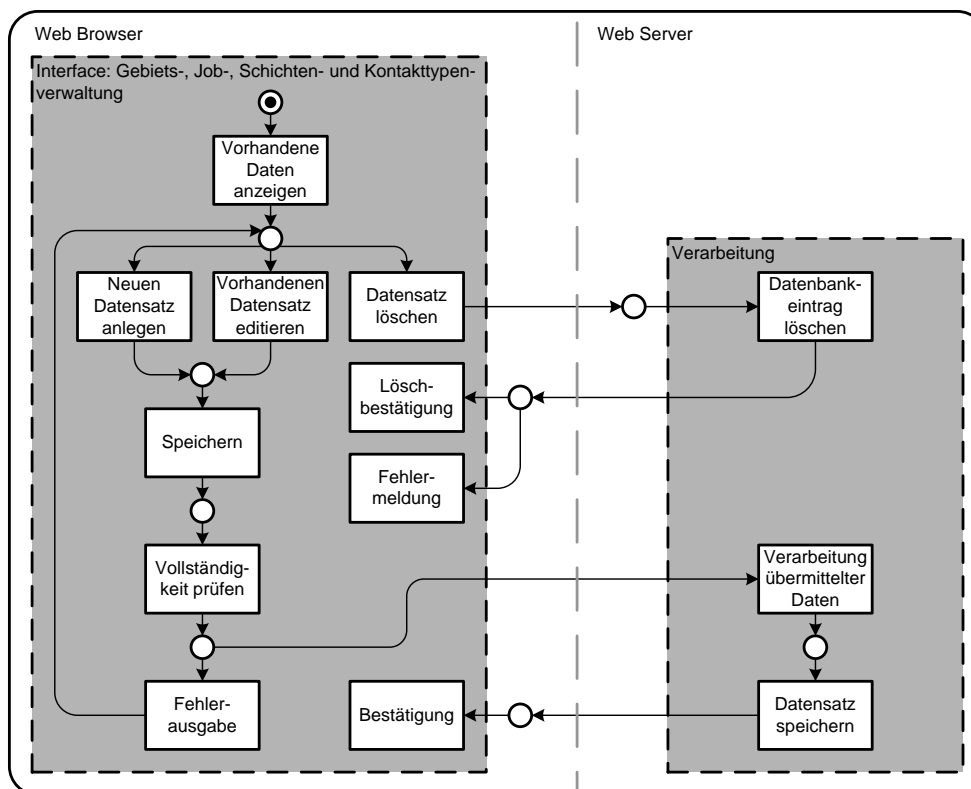 Web Browser
Web Server
Interface: Gebiets-, Job-, Schichten- und Kontakttypen-
verwaltung
Vorhandene
Daten
anzeigen
Verarbeitung
Neuen
Datensatz
anlegen
Vorhandenen
Datensatz
editieren
Datensatz
löschen
Datenbank-
eintrag
löschen
Lösch-
bestätigung
Speichern
Fehler-
meldung
Vollständig-
keit prüfen
Verarbeitung
übermittelter
Daten
Fehler-
ausgabe
Bestätigung
Datensatz
speichern